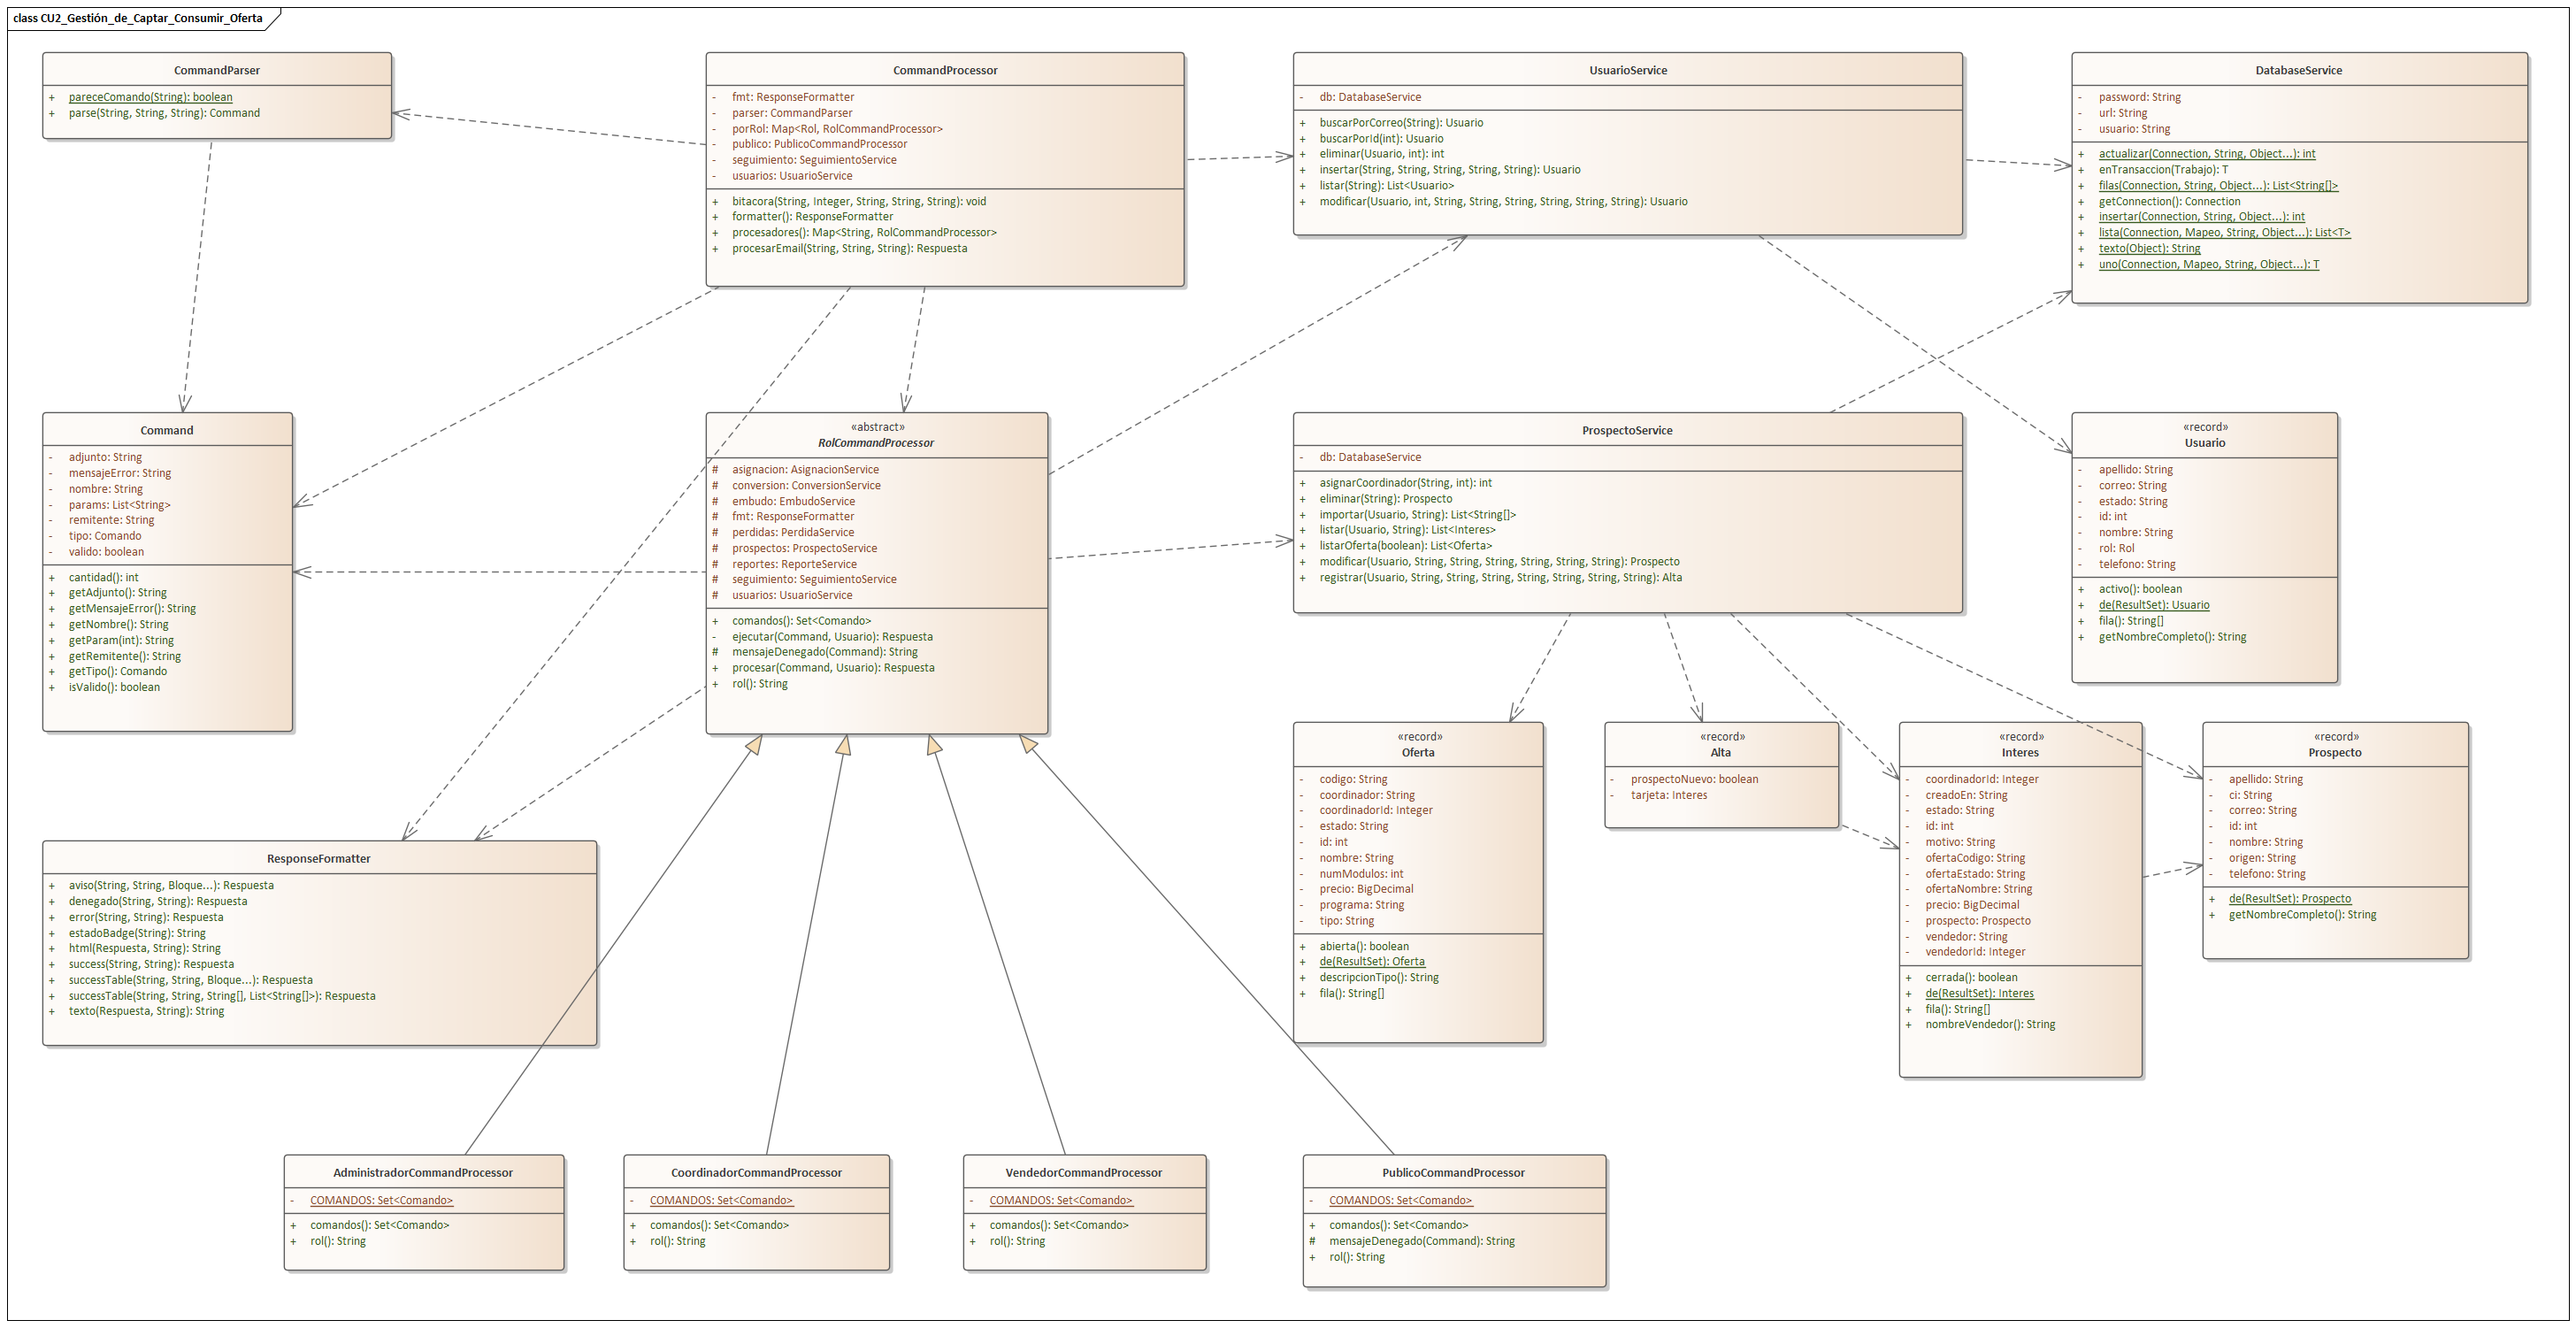 class CU2_Gestión_de_Captar_Consumir_Oferta
CommandParser
+ pareceComando(String): boolean
+ parse(String, String, String): Command
CommandProcessor
- fmt: ResponseFormatter
- parser: CommandParser
- porRol: Map<Rol, RolCommandProcessor>
- publico: PublicoCommandProcessor
- seguimiento: SeguimientoService
- usuarios: UsuarioService
+ bitacora(String, Integer, String, String, String): void
+ formatter(): ResponseFormatter
+ procesadores(): Map<String, RolCommandProcessor>
+ procesarEmail(String, String, String): Respuesta
UsuarioService
- db: DatabaseService
+ buscarPorCorreo(String): Usuario
+ buscarPorId(int): Usuario
+ eliminar(Usuario, int): int
+ insertar(String, String, String, String, String): Usuario
+ listar(String): List<Usuario>
+ modificar(Usuario, int, String, String, String, String, String, String): Usuario
DatabaseService
- password: String
- url: String
- usuario: String
+ actualizar(Connection, String, Object...): int
+ enTransaccion(Trabajo): T
+ filas(Connection, String, Object...): List<String[]>
+ getConnection(): Connection
+ insertar(Connection, String, Object...): int
+ lista(Connection, Mapeo, String, Object...): List<T>
+ texto(Object): String
+ uno(Connection, Mapeo, String, Object...): T
Command
- adjunto: String
- mensajeError: String
- nombre: String
- params: List<String>
- remitente: String
- tipo: Comando
- valido: boolean
+ cantidad(): int
+ getAdjunto(): String
+ getMensajeError(): String
+ getNombre(): String
+ getParam(int): String
+ getRemitente(): String
+ getTipo(): Comando
+ isValido(): boolean
«abstract»
RolCommandProcessor
# asignacion: AsignacionService
# conversion: ConversionService
# embudo: EmbudoService
# fmt: ResponseFormatter
# perdidas: PerdidaService
# prospectos: ProspectoService
# reportes: ReporteService
# seguimiento: SeguimientoService
# usuarios: UsuarioService
+ comandos(): Set<Comando>
- ejecutar(Command, Usuario): Respuesta
# mensajeDenegado(Command): String
+ procesar(Command, Usuario): Respuesta
+ rol(): String
ProspectoService
- db: DatabaseService
+ asignarCoordinador(String, int): int
+ eliminar(String): Prospecto
+ importar(Usuario, String): List<String[]>
+ listar(Usuario, String): List<Interes>
+ listarOferta(boolean): List<Oferta>
+ modificar(Usuario, String, String, String, String, String, String): Prospecto
+ registrar(Usuario, String, String, String, String, String, String, String): Alta
«record»
Usuario
- apellido: String
- correo: String
- estado: String
- id: int
- nombre: String
- rol: Rol
- telefono: String
+ activo(): boolean
+ de(ResultSet): Usuario
+ fila(): String[]
+ getNombreCompleto(): String
«record»
Oferta
- codigo: String
- coordinador: String
- coordinadorId: Integer
- estado: String
- id: int
- nombre: String
- numModulos: int
- precio: BigDecimal
- programa: String
- tipo: String
+ abierta(): boolean
+ de(ResultSet): Oferta
+ descripcionTipo(): String
+ fila(): String[]
«record»
Alta
- prospectoNuevo: boolean
- tarjeta: Interes
«record»
Interes
- coordinadorId: Integer
- creadoEn: String
- estado: String
- id: int
- motivo: String
- ofertaCodigo: String
- ofertaEstado: String
- ofertaNombre: String
- precio: BigDecimal
- prospecto: Prospecto
- vendedor: String
- vendedorId: Integer
+ cerrada(): boolean
+ de(ResultSet): Interes
+ fila(): String[]
+ nombreVendedor(): String
«record»
Prospecto
- apellido: String
- ci: String
- correo: String
- id: int
- nombre: String
- origen: String
- telefono: String
+ de(ResultSet): Prospecto
+ getNombreCompleto(): String
ResponseFormatter
+ aviso(String, String, Bloque...): Respuesta
+ denegado(String, String): Respuesta
+ error(String, String): Respuesta
+ estadoBadge(String): String
+ html(Respuesta, String): String
+ success(String, String): Respuesta
+ successTable(String, String, Bloque...): Respuesta
+ successTable(String, String, String[], List<String[]>): Respuesta
+ texto(Respuesta, String): String
AdministradorCommandProcessor
- COMANDOS: Set<Comando>
+ comandos(): Set<Comando>
+ rol(): String
CoordinadorCommandProcessor
- COMANDOS: Set<Comando>
+ comandos(): Set<Comando>
+ rol(): String
VendedorCommandProcessor
- COMANDOS: Set<Comando>
+ comandos(): Set<Comando>
+ rol(): String
PublicoCommandProcessor
- COMANDOS: Set<Comando>
+ comandos(): Set<Comando>
# mensajeDenegado(Command): String
+ rol(): String